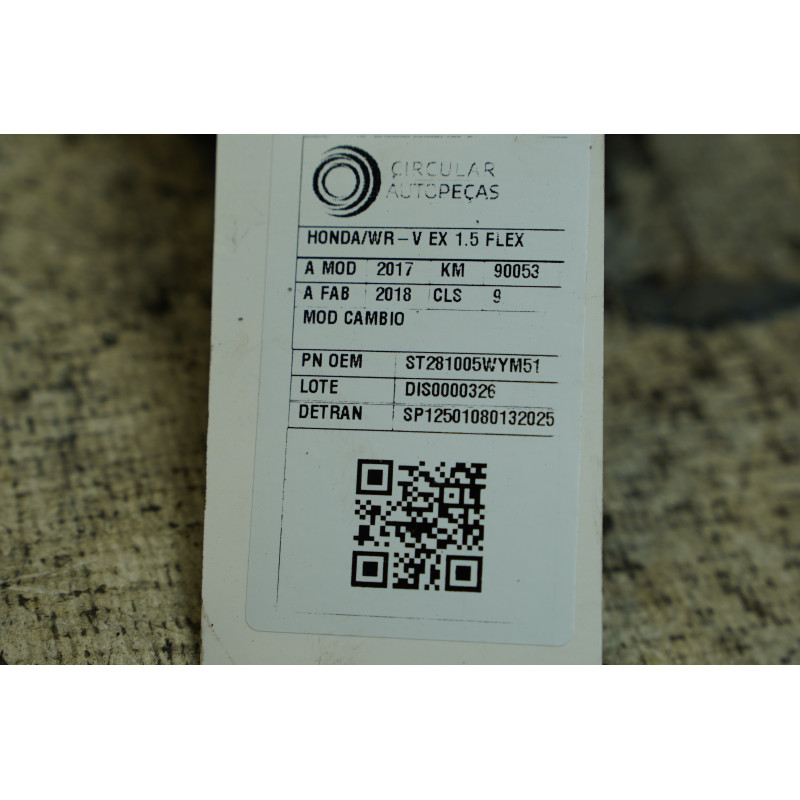 CIRCULAR
AUTOPEÇAS
HONDA/WR-V EX 1.5 FLEX
A MOD 2017 KM 90053
A FAB 2018 CLS 9
MOD CAMBIO
PN OEM ST281005WYM51
LOTE DIS0000326
DETRAN SP12501080132025